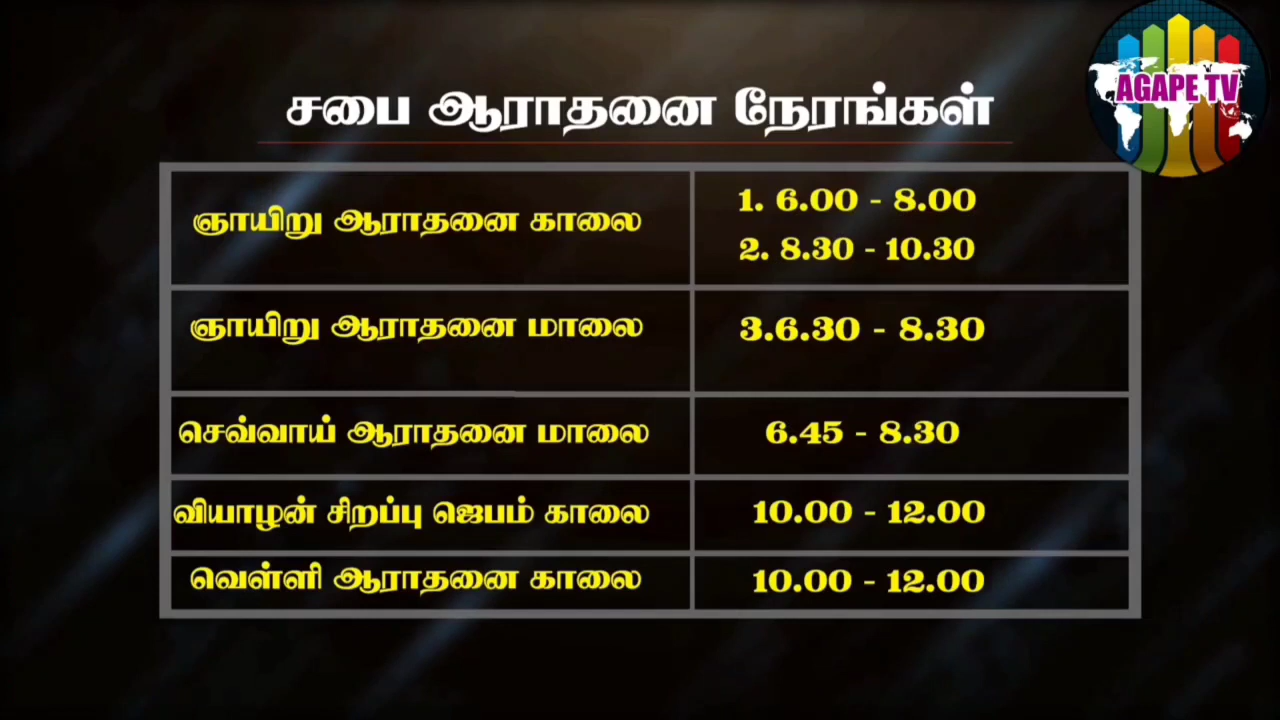 AGAPE TV
சபை ஆராதனை நேரங்கள்
ஞாயிறு ஆராதனை காலை
1. 6.00 - 8.00
2. 8.30 - 10.30
ஞாயிறு ஆராதனை மாலை
3.6.30 - 8.30
செவ்வாய் ஆராதனை மாலை
6.45 - 8.30
வியாழன் சிறப்பு ஜெபம் காலை
10.00 - 12.00
வெள்ளி ஆராதனை காலை
10.00 - 12.00